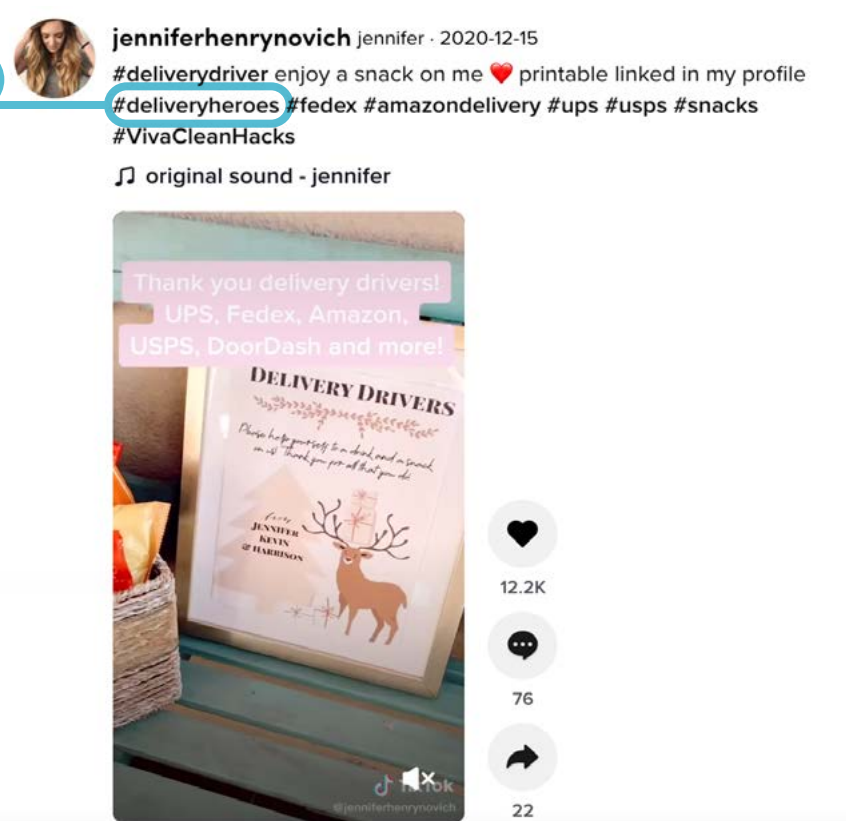 jenniferhenrynovich jennifer · 2020-12-15
#deliverydriver enjoy a snack on me ❤️ printable linked in my profile
#deliveryheroes #fedex #amazondelivery #ups #usps #snacks
#VivaCleanHacks
♫ original sound - jennifer
Thank you delivery drivers!
UPS, Fedex, Amazon,
USPS, DoorDash and more!
DELIVERY DRIVERS
Please help yourself to a drink and a snack
on us! Thank you for all that you do!
from
JENNIFER
KEVIN
& HARRISON
12.2K
76
22
TikTok
@jenniferhenrynovich